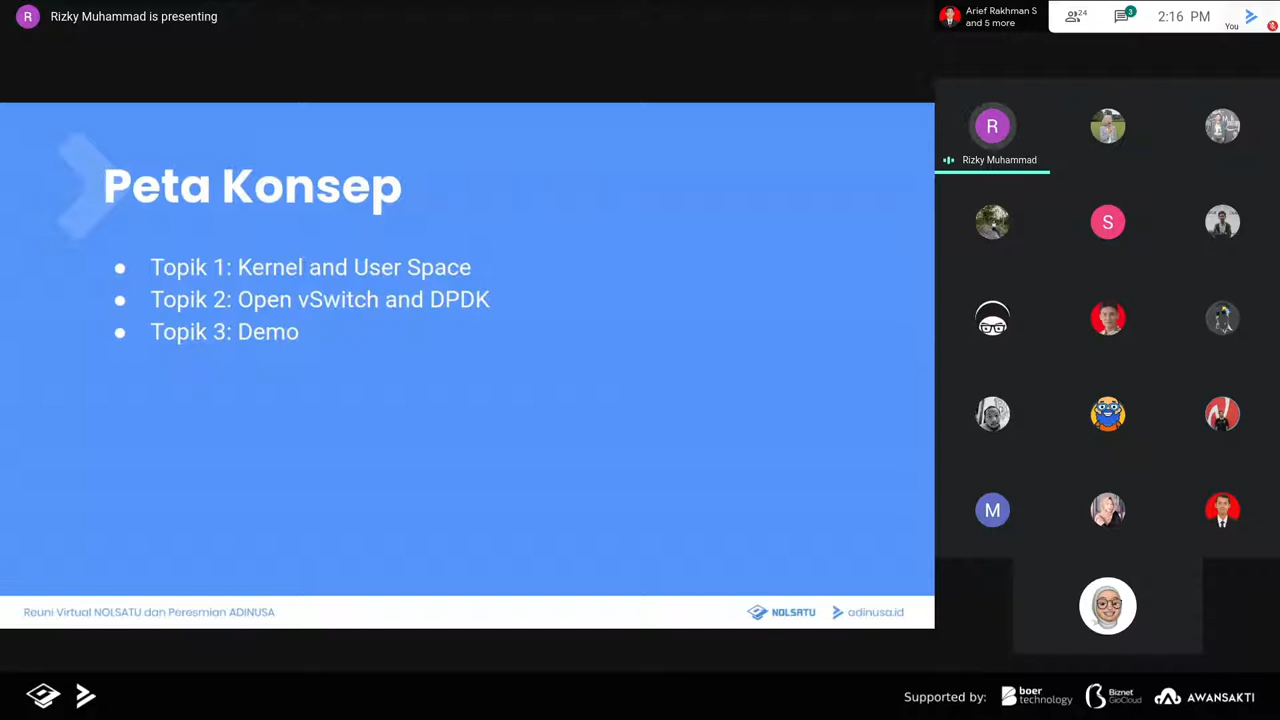 R
Rizky Muhammad is presenting
Arief Rakhman S
and 5 more
24
3
2:16 PM
You
R
Rizky Muhammad
S
M
Peta Konsep
Topik 1: Kernel and User Space
Topik 2: Open vSwitch and DPDK
Topik 3: Demo
Reuni Virtual NOLSATU dan Peresmian ADINUSA
NOLSATU
adinusa.id
Supported by:
boer technology
Biznet GioCloud
AWANSAKTI